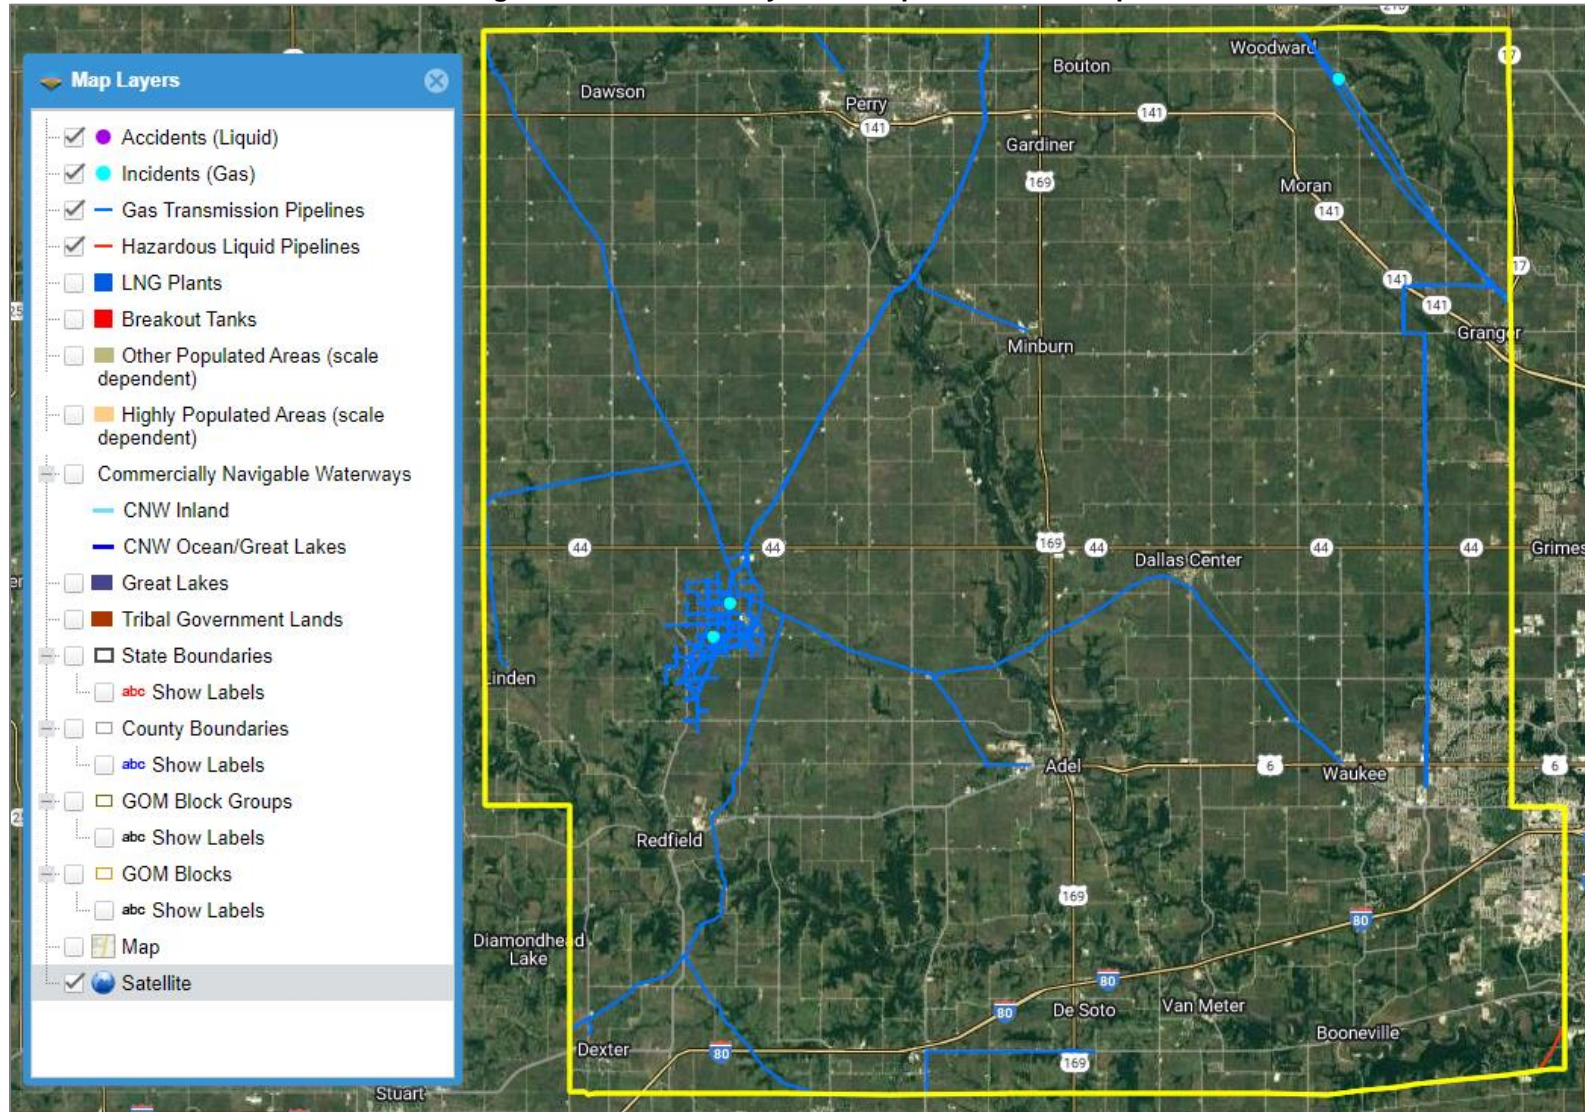 Map Layers
Accidents (Liquid)
Incidents (Gas)
Gas Transmission Pipelines
Hazardous Liquid Pipelines
LNG Plants
Breakout Tanks
Other Populated Areas (scale
dependent)
Highly Populated Areas (scale
dependent)
Commercially Navigable Waterways
CNW Inland
CNW Ocean/Great Lakes
Great Lakes
Tribal Government Lands
State Boundaries
abc Show Labels
County Boundaries
abc Show Labels
GOM Block Groups
abc Show Labels
GOM Blocks
abc Show Labels
Map
Satellite
Woodward
17
Bouton
Dawson
Perry
141
141
Gardiner
169
Moran
141
17
141
141
25
Granger
Minburn
44
44
169
44
44
44
Grimes
Dallas Center
Linden
Adel
6
Waukee
6
Redfield
169
80
Diamondhead
Lake
80
80
De Soto
Van Meter
Booneville
Dexter
80
169
Stuart